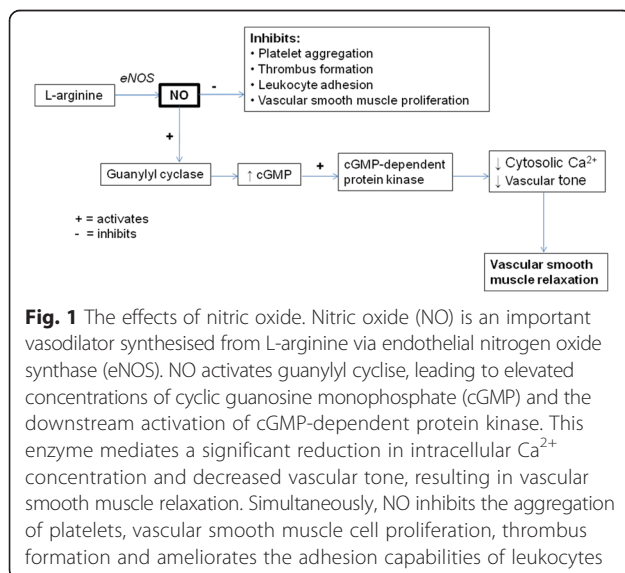 Inhibits:
• Platelet aggregation
• Thrombus formation
• Leukocyte adhesion
• Vascular smooth muscle proliferation
eNOS
L-arginine
NO
-
+
Guanylyl cyclase
↑ cGMP
+
cGMP-dependent
protein kinase
↓ Cytosolic Ca²⁺
↓ Vascular tone
+ = activates
- = inhibits
Vascular smooth
muscle relaxation
Fig. 1 The effects of nitric oxide. Nitric oxide (NO) is an important
vasodilator synthesised from L-arginine via endothelial nitrogen oxide
synthase (eNOS). NO activates guanylyl cyclise, leading to elevated
concentrations of cyclic guanosine monophosphate (cGMP) and the
downstream activation of cGMP-dependent protein kinase. This
enzyme mediates a significant reduction in intracellular Ca²⁺
concentration and decreased vascular tone, resulting in vascular
smooth muscle relaxation. Simultaneously, NO inhibits the aggregation
of platelets, vascular smooth muscle cell proliferation, thrombus
formation and ameliorates the adhesion capabilities of leukocytes